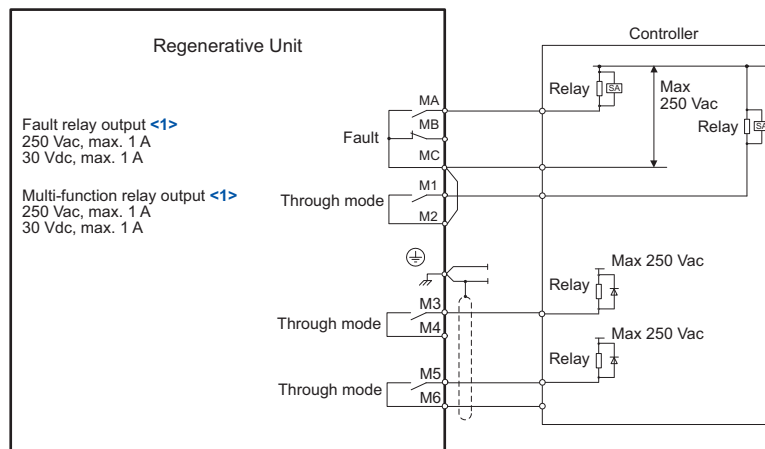 Regenerative Unit
Controller
Fault relay output <1>
250 Vac, max. 1 A
30 Vdc, max. 1 A
Multi-function relay output <1>
250 Vac, max. 1 A
30 Vdc, max. 1 A
Fault
MA
MB
MC
Through mode
M1
M2
Through mode
M3
M4
Through mode
M5
M6
Relay
SA
Max
250 Vac
Relay
SA
Max 250 Vac
Relay
Max 250 Vac
Relay